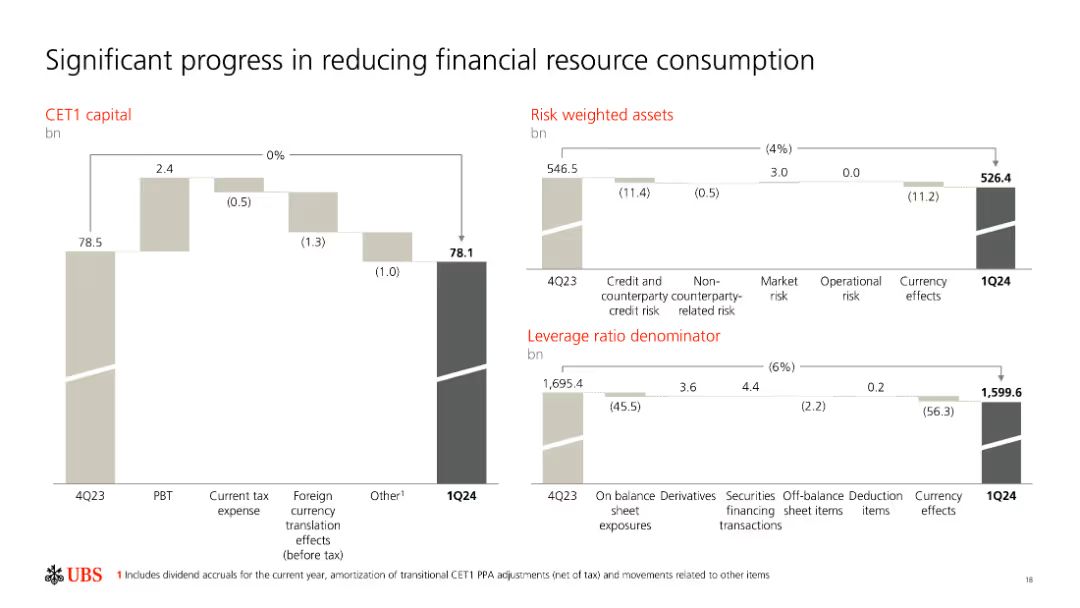 Significant progress in reducing financial resource consumption
CET1 capital
bn
0%
2.4
(0.5)
78.5
(1.3)
78.1
(1.0)
4Q23
PBT
Current tax
expense
Foreign
currency
translation
effects
(before tax)
Other1
1Q24
Risk weighted assets
bn
(4%)
546.5
(11.4)
(0.5)
3.0
0.0
(11.2)
526.4
4Q23
Credit and
counterparty
credit risk
Non-
counterparty-
related risk
Market
risk
Operational
risk
Currency
effects
1Q24
Leverage ratio denominator
bn
(6%)
1,695.4
(45.5)
3.6
4.4
(2.2)
0.2
(56.3)
1,599.6
4Q23
On balance
sheet
exposures
Derivatives
Securities
financing
transactions
Off-balance
sheet items
Deduction
items
Currency
effects
1Q24
UBS
1 Includes dividend accruals for the current year, amortization of transitional CET1 PPA adjustments (net of tax) and movements related to other items
18